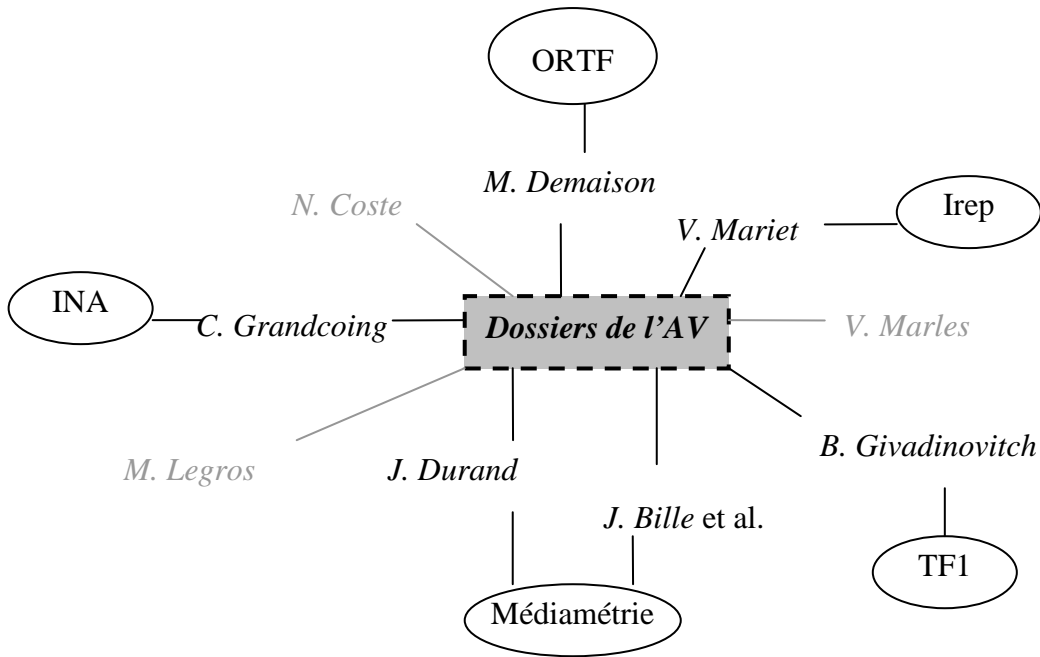 ORTF
M. Demaison
N. Coste
Irep
V. Mariet
INA
C. Grandcoing
Dossiers de l’AV
V. Marles
B. Givadinovitch
M. Legros
J. Durand
J. Bille et al.
TF1
Médiamétrie